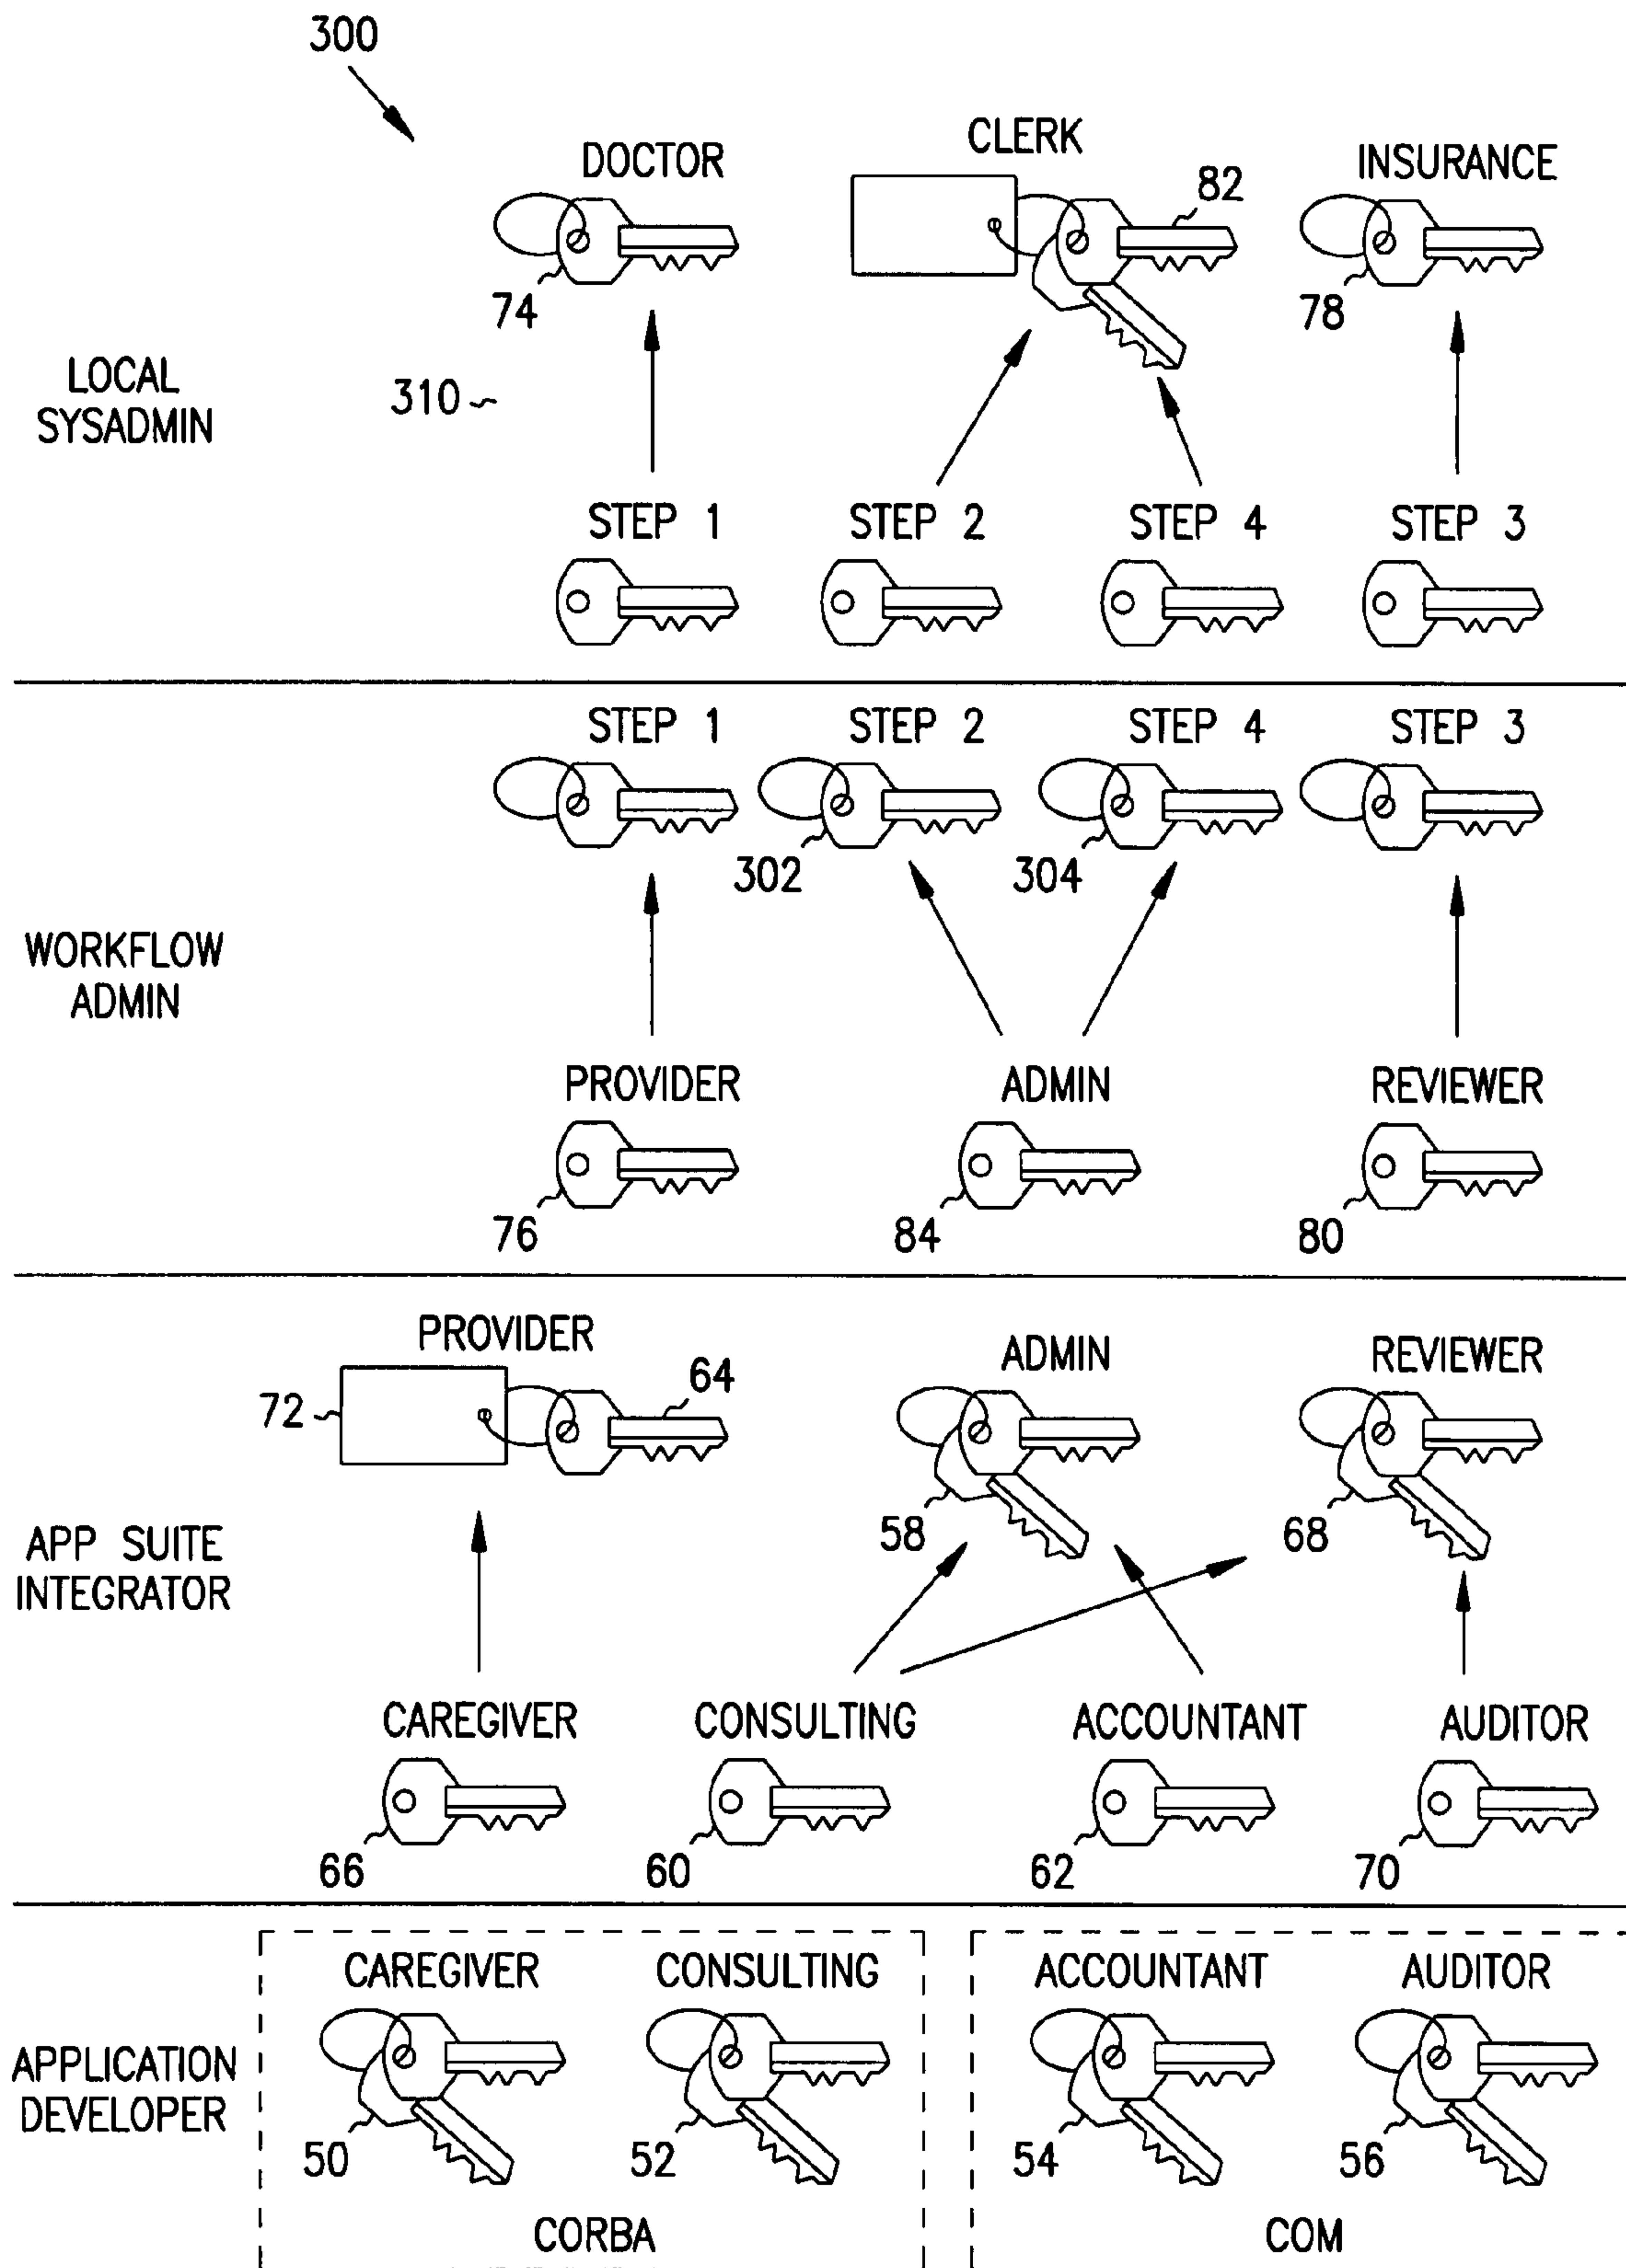 300
DOCTOR
CLERK
INSURANCE
82
74
78
LOCAL
SYSADMIN
310
STEP 1
STEP 2
STEP 4
STEP 3
STEP 1
STEP 2
STEP 4
STEP 3
302
304
WORKFLOW
ADMIN
PROVIDER
ADMIN
REVIEWER
76
84
80
PROVIDER
ADMIN
REVIEWER
64
72
58
68
APP SUITE
INTEGRATOR
CAREGIVER
CONSULTING
ACCOUNTANT
AUDITOR
66
60
62
70
CAREGIVER
CONSULTING
ACCOUNTANT
AUDITOR
APPLICATION
DEVELOPER
50
52
54
56
CORBA
COM